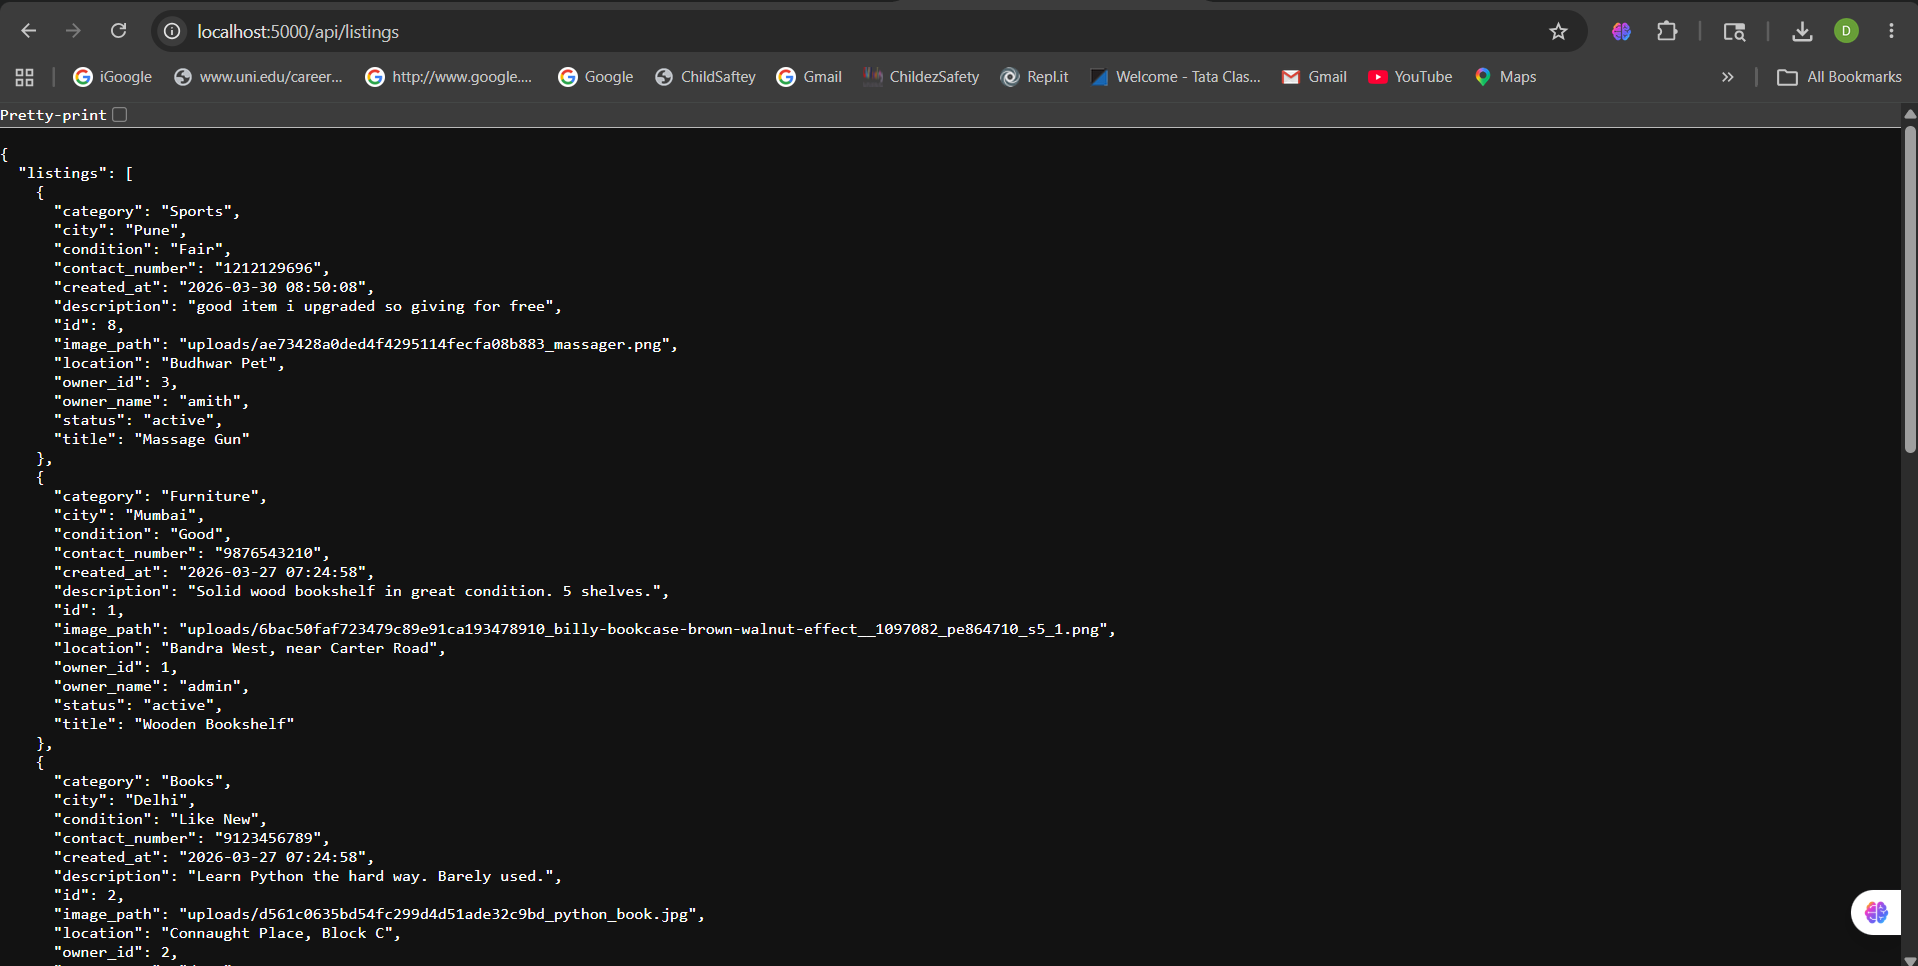 localhost:5000/api/listings
D
iGoogle
www.uni.edu/career...
http://www.google....
Google
ChildSaftey
Gmail
ChildezSafety
Repl.it
Welcome - Tata Clas...
Gmail
YouTube
Maps
»
All Bookmarks
Pretty-print
{
  "listings": [
    {
      "category": "Sports",
      "city": "Pune",
      "condition": "Fair",
      "contact_number": "1212129696",
      "created_at": "2026-03-30 08:50:08",
      "description": "good item i upgraded so giving for free",
      "id": 8,
      "image_path": "uploads/ae73428a0ded4f4295114fecfa08b883_massager.png",
      "location": "Budhwar Pet",
      "owner_id": 3,
      "owner_name": "amith",
      "status": "active",
      "title": "Massage Gun"
    },
    {
      "category": "Furniture",
      "city": "Mumbai",
      "condition": "Good",
      "contact_number": "9876543210",
      "created_at": "2026-03-27 07:24:58",
      "description": "Solid wood bookshelf in great condition. 5 shelves.",
      "id": 1,
      "image_path": "uploads/6bac50faf723479c89e91ca193478910_billy-bookcase-brown-walnut-effect__1097082_pe864710_s5_1.png",
      "location": "Bandra West, near Carter Road",
      "owner_id": 1,
      "owner_name": "admin",
      "status": "active",
      "title": "Wooden Bookshelf"
    },
    {
      "category": "Books",
      "city": "Delhi",
      "condition": "Like New",
      "contact_number": "9123456789",
      "created_at": "2026-03-27 07:24:58",
      "description": "Learn Python the hard way. Barely used.",
      "id": 2,
      "image_path": "uploads/d561c0635bd54fc299d4d51ade32c9bd_python_book.jpg",
      "location": "Connaught Place, Block C",
      "owner_id": 2,